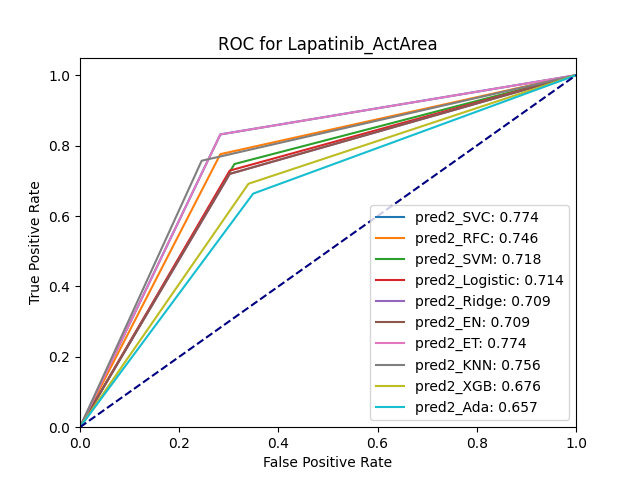 ROC for Lapatinib_ActArea
1.0
0.8
0.6
0.4
0.2
0.0
True Positive Rate
pred2_SVC: 0.774
pred2_RFC: 0.746
pred2_SVM: 0.718
pred2_Logistic: 0.714
pred2_Ridge: 0.709
pred2_EN: 0.709
pred2_ET: 0.774
pred2_KNN: 0.756
pred2_XGB: 0.676
pred2_Ada: 0.657
0.0 0.2 0.4 0.6 0.8 1.0
False Positive Rate